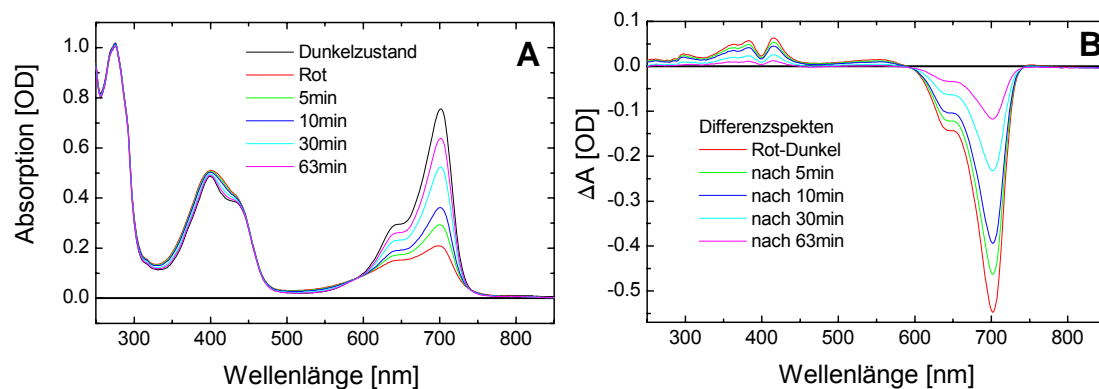 A
Absorption [OD]
1.0
0.8
0.6
0.4
0.2
0.0
Dunkelzustand
Rot
5min
10min
30min
63min
300 400 500 600 700 800
Wellenlänge [nm]
B
ΔA [OD]
0.1
0.0
-0.1
-0.2
-0.3
-0.4
-0.5
Differenzspekten
Rot-Dunkel
nach 5min
nach 10min
nach 30min
nach 63min
300 400 500 600 700 800
Wellenlänge [nm]